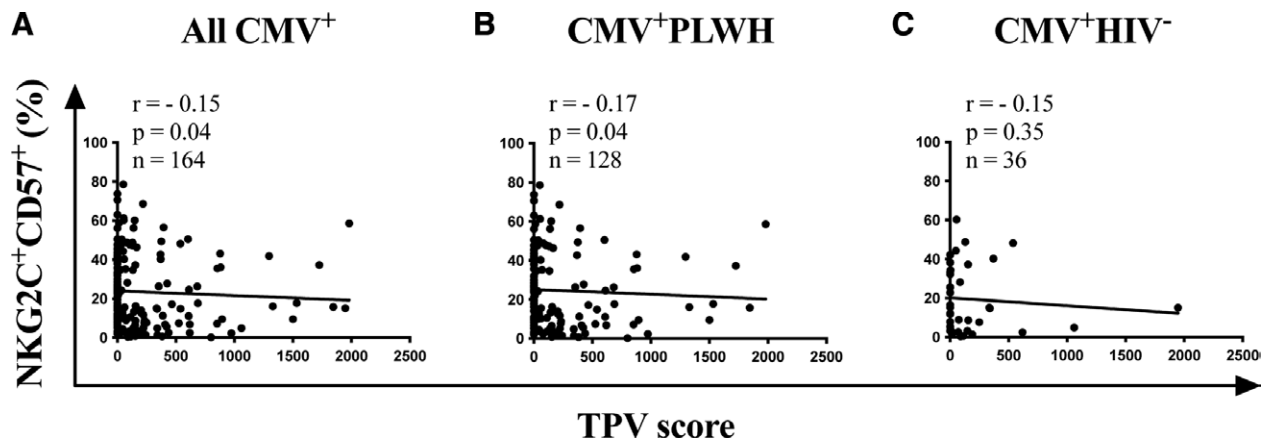 A All CMV⁺
r = - 0.15
p = 0.04
n = 164
100
80
60
40
20
0
0 500 1000 1500 2000 2500
B CMV⁺PLWH
r = - 0.17
p = 0.04
n = 128
100
80
60
40
20
0
0 500 1000 1500 2000 2500
C CMV⁺HIV⁻
r = - 0.15
p = 0.35
n = 36
100
80
60
40
20
0
0 500 1000 1500 2000 2500
NKG2C⁺CD57⁺ (%)
TPV score